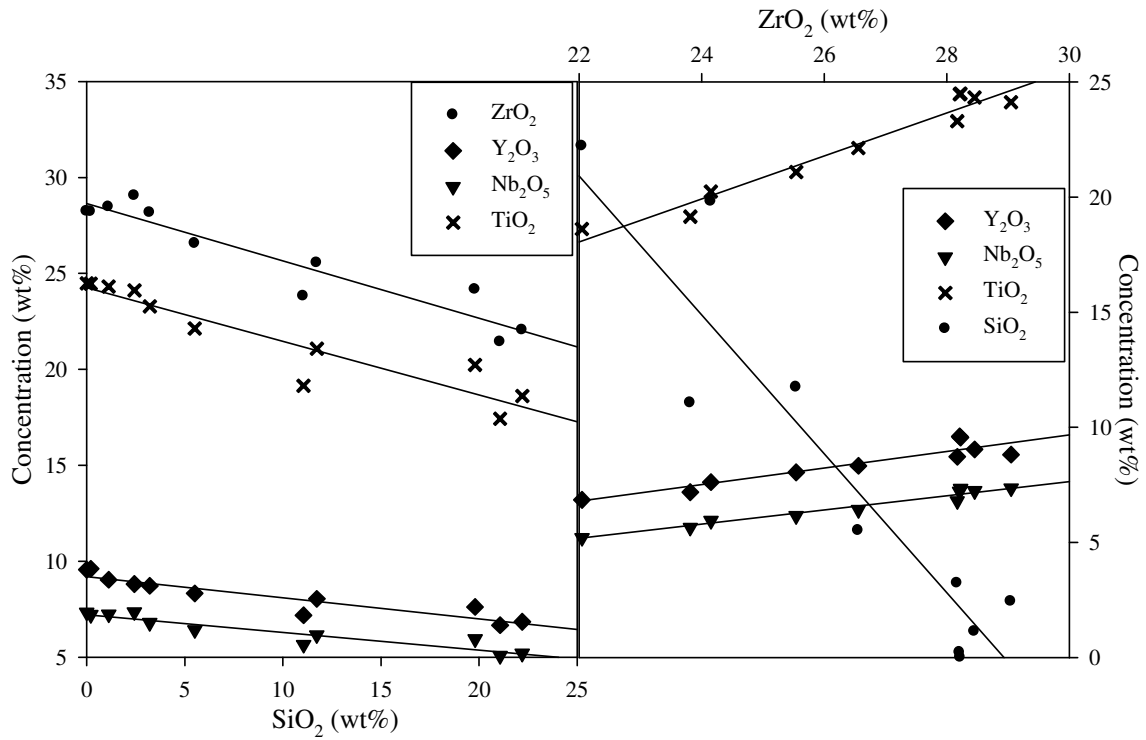 ZrO₂ (wt%)
22 24 26 28 30
35
30
25
20
15
10
5
Concentration (wt%)
ZrO₂
Y₂O₃
Nb₂O₅
TiO₂
0 5 10 15 20 25
SiO₂ (wt%)
25
20
15
10
5
0
Concentration (wt%)
Y₂O₃
Nb₂O₅
TiO₂
SiO₂